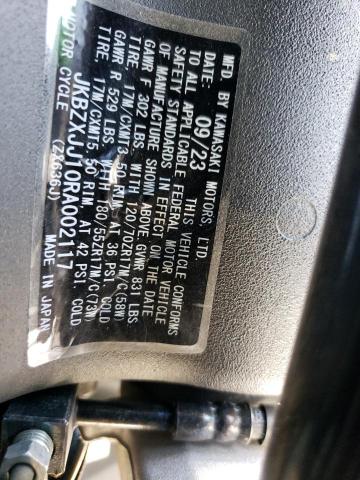 MFD. BY KAWASAKI MOTORS LTD.
DATE: 09/23 THIS VEHICLE CONFORMS
TO ALL APPLICABLE FEDERAL MOTOR VEHICLE
SAFETY STANDARDS IN EFFECT ON THE DATE
OF MANUFACTURE SHOWN ABOVE GVWR 831 LBS
GAWR F 302 LBS WITH 120/70ZR17M/C(58W)
TIRE, 17M/CXMT3.50 RIM AT 36 PSI. COLD
GAWR R 529 LBS WITH 180/55ZR17M/C(73W)
TIRE, 17M/CXMT5.50 RIM AT 42 PSI. COLD
JKBZXJJ10RA002117
MOTOR CYCLE (ZX636J) MADE IN JAPAN